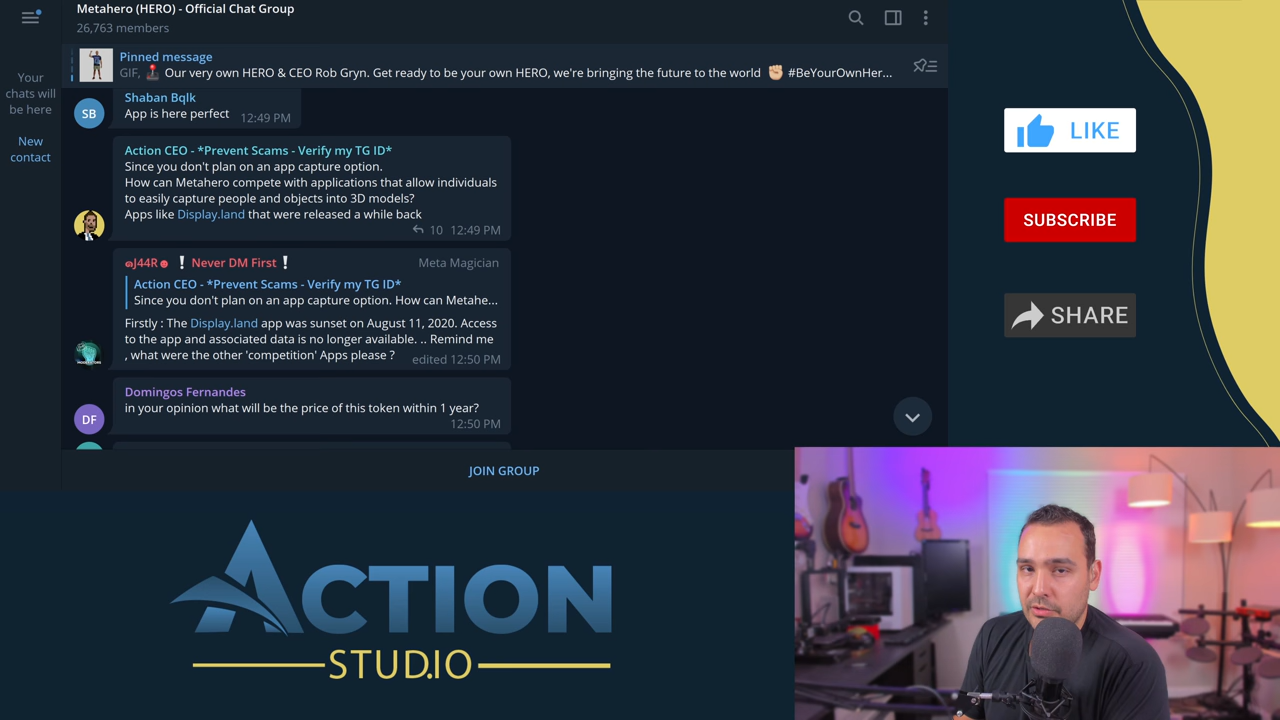 Metahero (HERO) - Official Chat Group
26,763 members
Pinned message
GIF, 🕹️ Our very own HERO & CEO Rob Gryn. Get ready to be your own HERO, we're bringing the future to the world ✊ #BeYourOwnHer...
Your
chats will
be here
New
contact
SB
Shaban Bqlk
App is here perfect 12:49 PM
Action CEO - *Prevent Scams - Verify my TG ID*
Since you don't plan on an app capture option.
How can Metahero compete with applications that allow individuals
to easily capture people and objects into 3D models?
Apps like Display.land that were released a while back
10 12:49 PM
J44R☻ ❕ Never DM First ❕ Meta Magician
Action CEO - *Prevent Scams - Verify my TG ID*
Since you don't plan on an app capture option. How can Metahe...
Firstly : The Display.land app was sunset on August 11, 2020. Access
to the app and associated data is no longer available. .. Remind me
, what were the other 'competition' Apps please ? edited 12:50 PM
DF
Domingos Fernandes
in your opinion what will be the price of this token within 1 year?
12:50 PM
JOIN GROUP
LIKE
SUBSCRIBE
SHARE
ACTION
STUD.IO